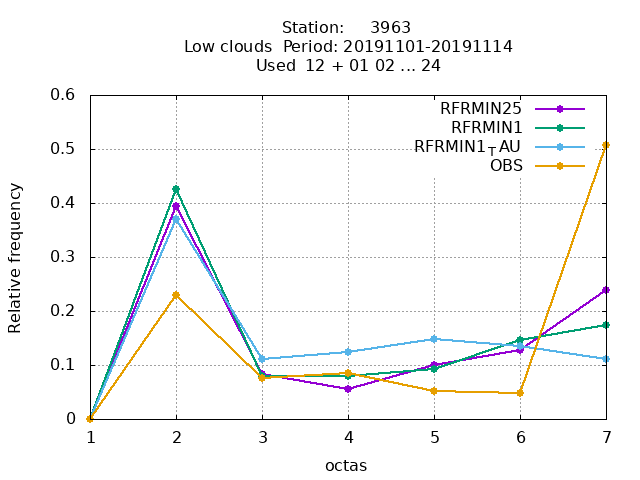 Station: 3963
Low clouds Period: 20191101-20191114
Used 12 + 01 02 ... 24
RFRMIN25
RFRMIN1
RFRMIN1TAU
OBS
Relative frequency
0.6
0.5
0.4
0.3
0.2
0.1
0
1 2 3 4 5 6 7
octas